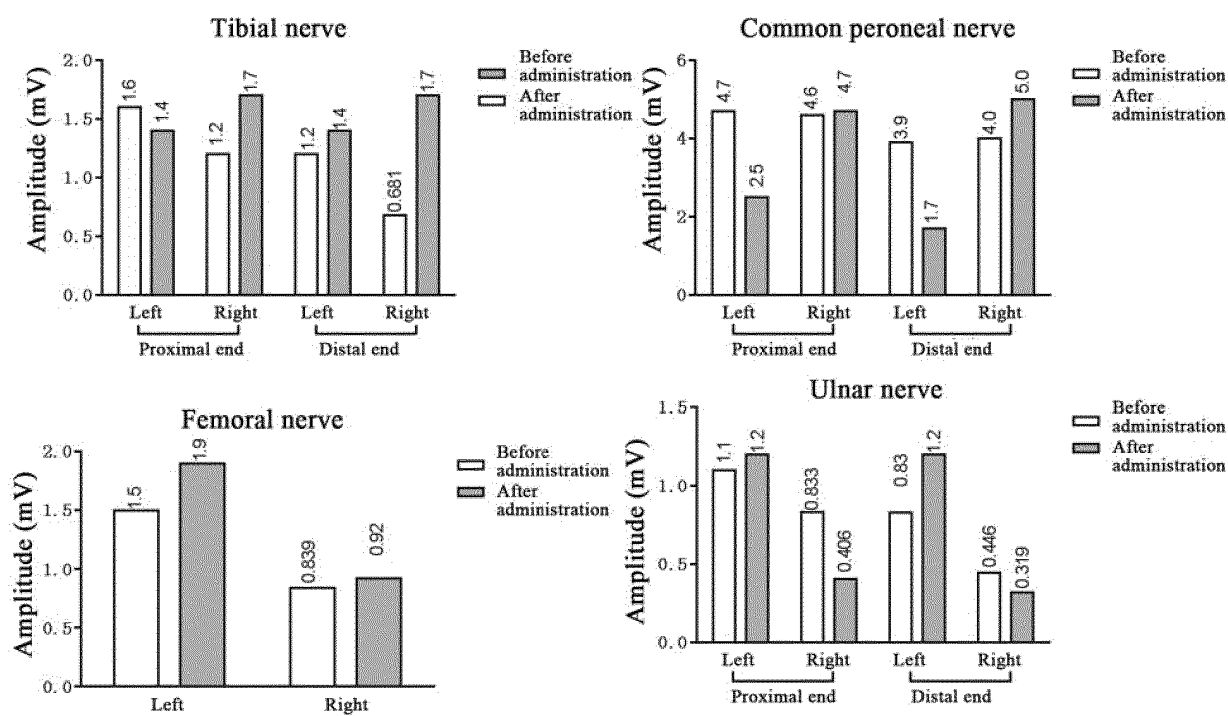 Tibial nerve
Amplitude (mV)
2.0
1.5
1.0
0.5
0.0
1.6
1.4
1.2
1.7
1.2
1.4
0.681
1.7
Left
Right
Left
Right
Proximal end
Distal end
Before
administration
After
administration
Common peroneal nerve
Amplitude (mV)
6
4
2
0
4.7
2.5
4.6
4.7
3.9
1.7
4.0
5.0
Left
Right
Left
Right
Proximal end
Distal end
Before
administration
After
administration
Femoral nerve
Amplitude (mV)
2.0
1.5
1.0
0.5
0.0
1.5
1.9
0.839
0.92
Left
Right
Before
administration
After
administration
Ulnar nerve
Amplitude (mV)
1.5
1.0
0.5
0.0
1.1
1.2
0.833
0.406
0.83
1.2
0.446
0.319
Left
Right
Left
Right
Proximal end
Distal end
Before
administration
After
administration